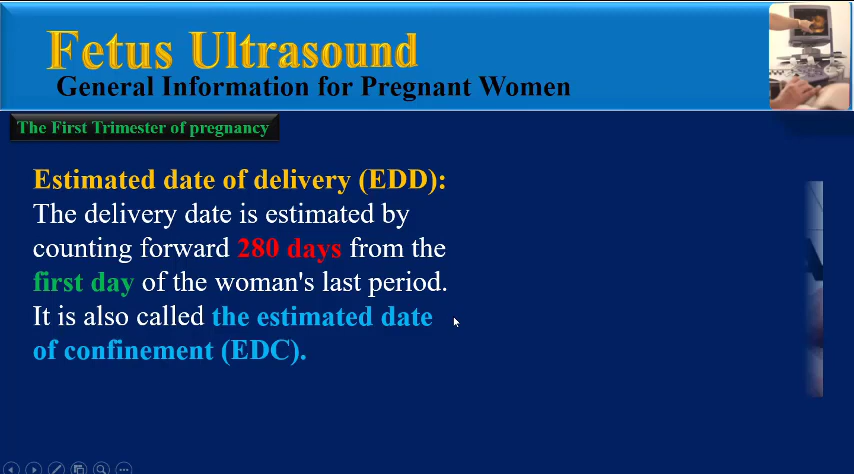 Fetus Ultrasound
General Information for Pregnant Women
The First Trimester of pregnancy
Estimated date of delivery (EDD):
The delivery date is estimated by
counting forward 280 days from the
first day of the woman's last period.
It is also called the estimated date
of confinement (EDC).